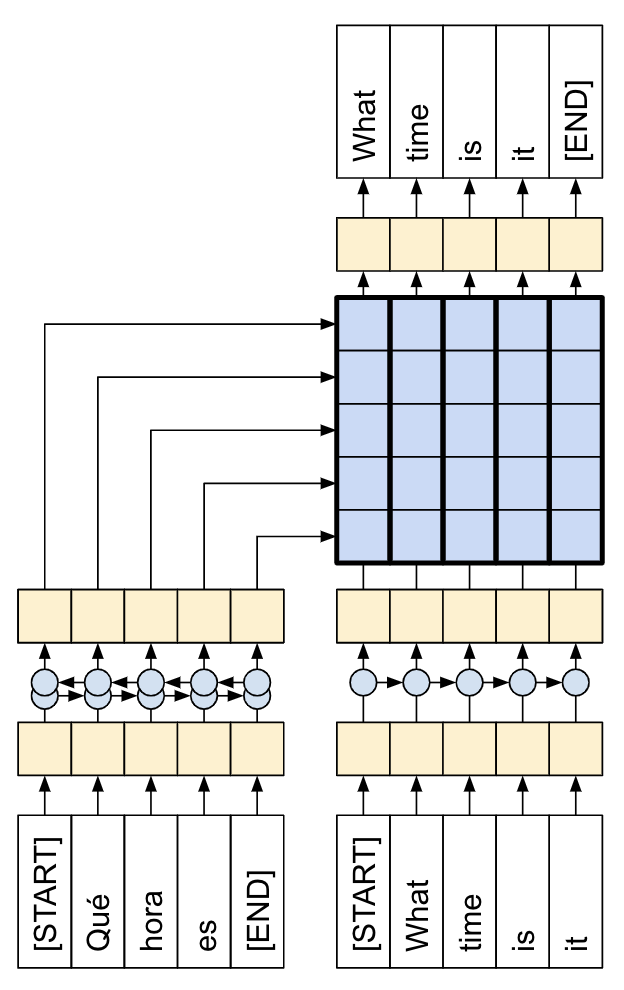 What
time
is
it
[END]
[START]
Qué
hora
es
[END]
[START]
What
time
is
it